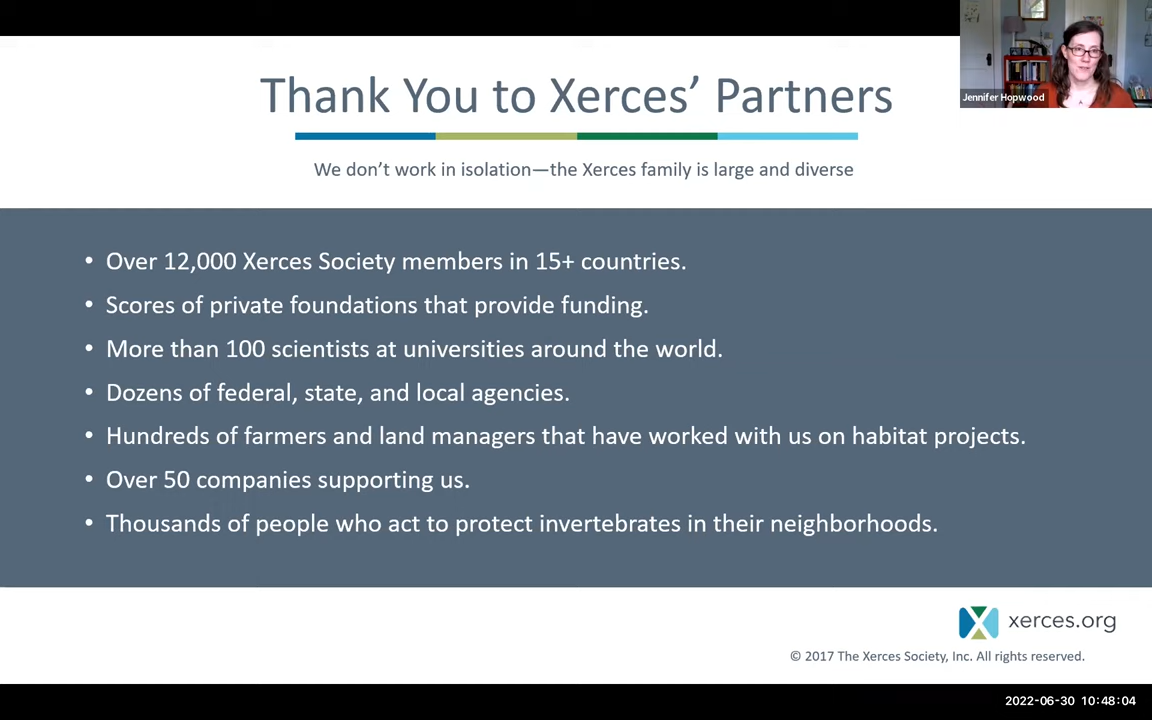 Thank You to Xerces’ Partners
Jennifer Hopwood
We don’t work in isolation—the Xerces family is large and diverse
• Over 12,000 Xerces Society members in 15+ countries.
• Scores of private foundations that provide funding.
• More than 100 scientists at universities around the world.
• Dozens of federal, state, and local agencies.
• Hundreds of farmers and land managers that have worked with us on habitat projects.
• Over 50 companies supporting us.
• Thousands of people who act to protect invertebrates in their neighborhoods.
xerces.org
© 2017 The Xerces Society, Inc. All rights reserved.
2022-06-30 10:48:04